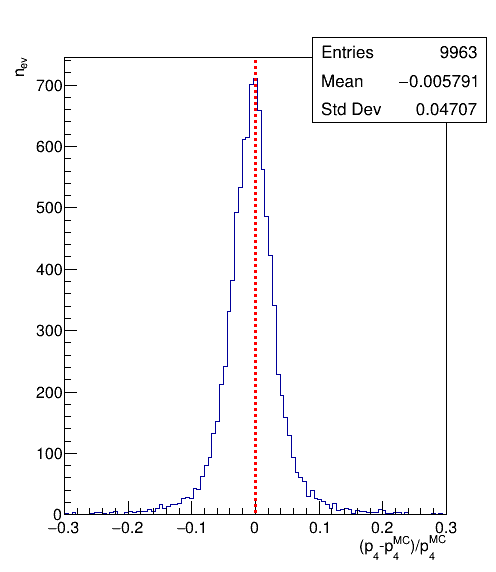 Entries 9963
Mean −0.005791
Std Dev 0.04707
n_ev
700
600
500
400
300
200
100
0
−0.3 −0.2 −0.1 0 0.1 0.2 0.3
(p_4-p_4^MC)/p_4^MC